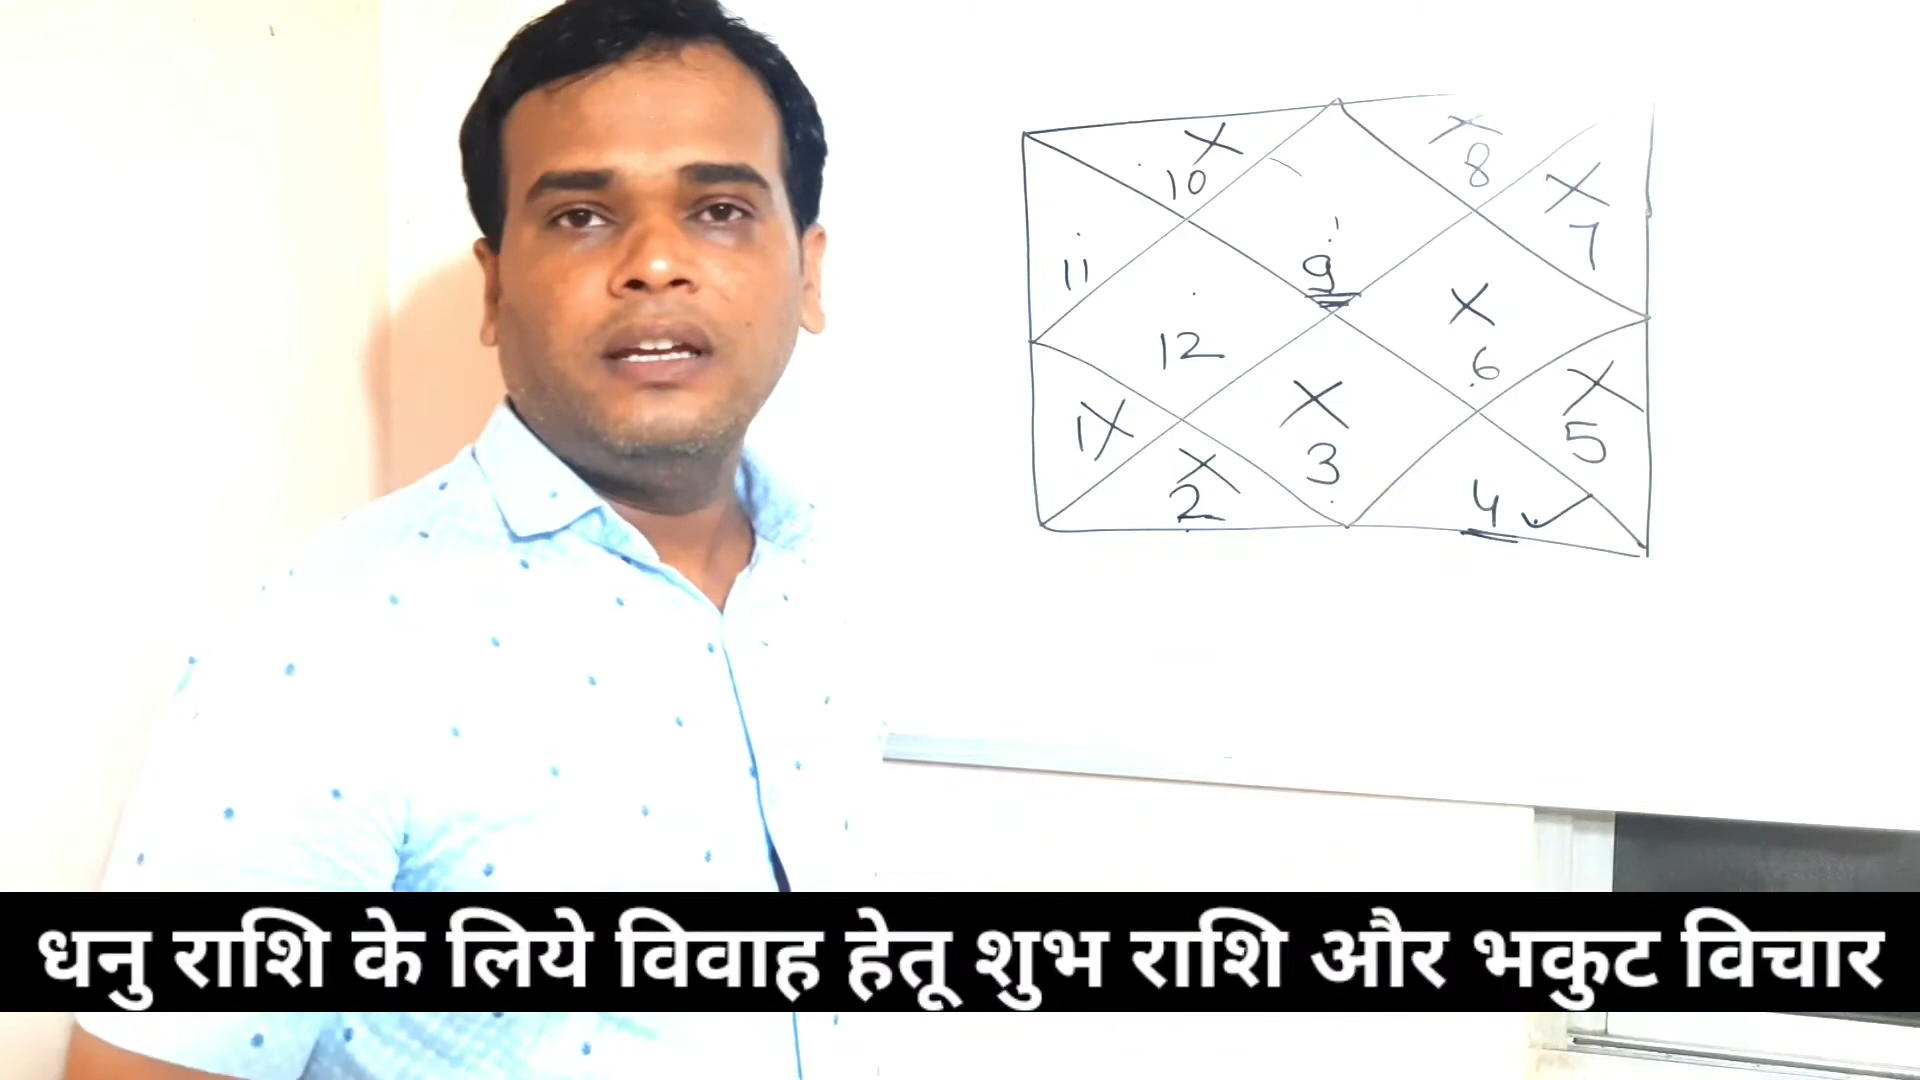 X 10
X 8
X 7
11
9
12
X 6
X 5
1 X
X 2
X 3
4 ✓
धनु राशि के लिये विवाह हेतू शुभ राशि और भकुट विचार